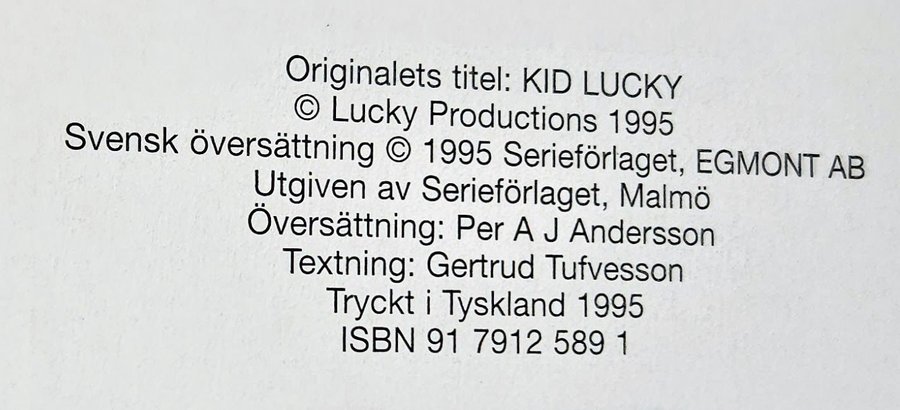 Originalets titel: KID LUCKY
© Lucky Productions 1995
Svensk översättning © 1995 Serieförlaget, EGMONT AB
Utgiven av Serieförlaget, Malmö
Översättning: Per A J Andersson
Textning: Gertrud Tufvesson
Tryckt i Tyskland 1995
ISBN 91 7912 589 1